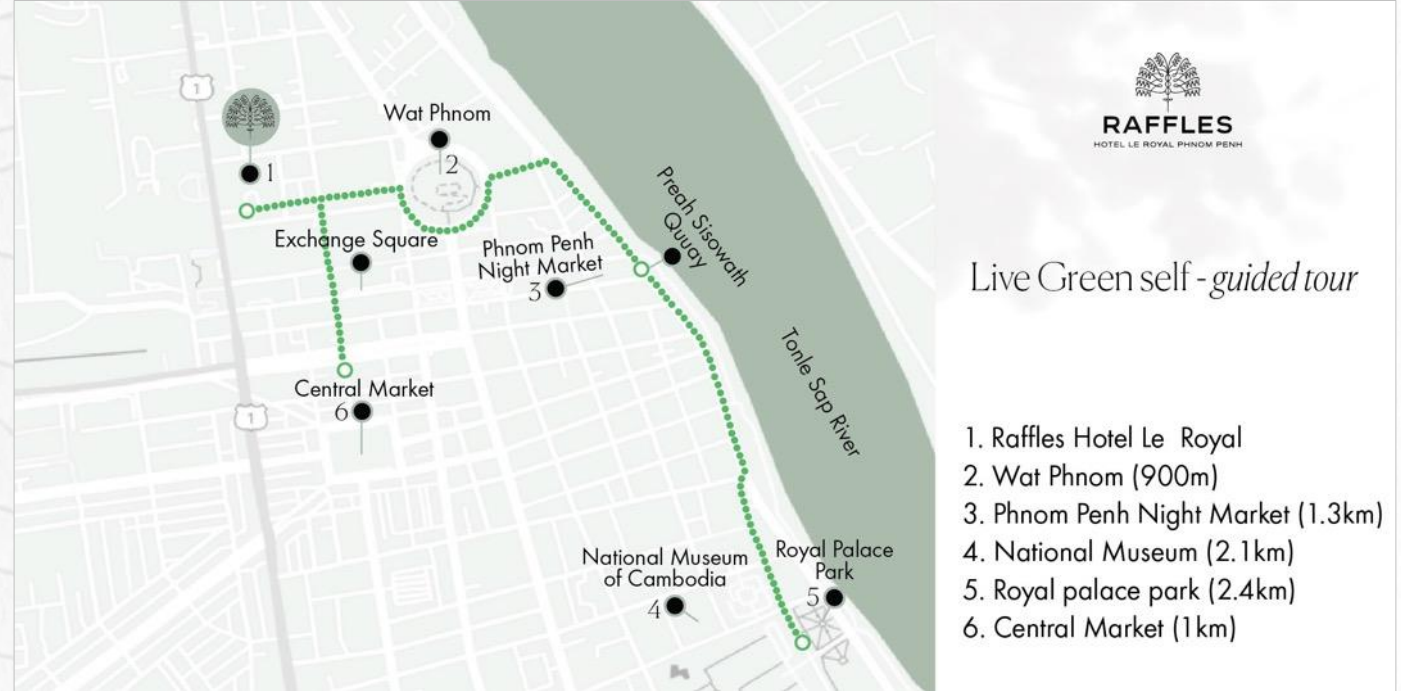 1
1
Wat Phnom
2
Exchange Square
Phnom Penh
Night Market
3
Preah Sisowath
Quuay
Tonle Sap River
1
Central Market
6
National Museum
of Cambodia
4
Royal Palace
Park
5
RAFFLES
HOTEL LE ROYAL PHNOM PENH
Live Green self - guided tour
1. Raffles Hotel Le Royal
2. Wat Phnom (900m)
3. Phnom Penh Night Market (1.3km)
4. National Museum (2.1km)
5. Royal palace park (2.4km)
6. Central Market (1km)